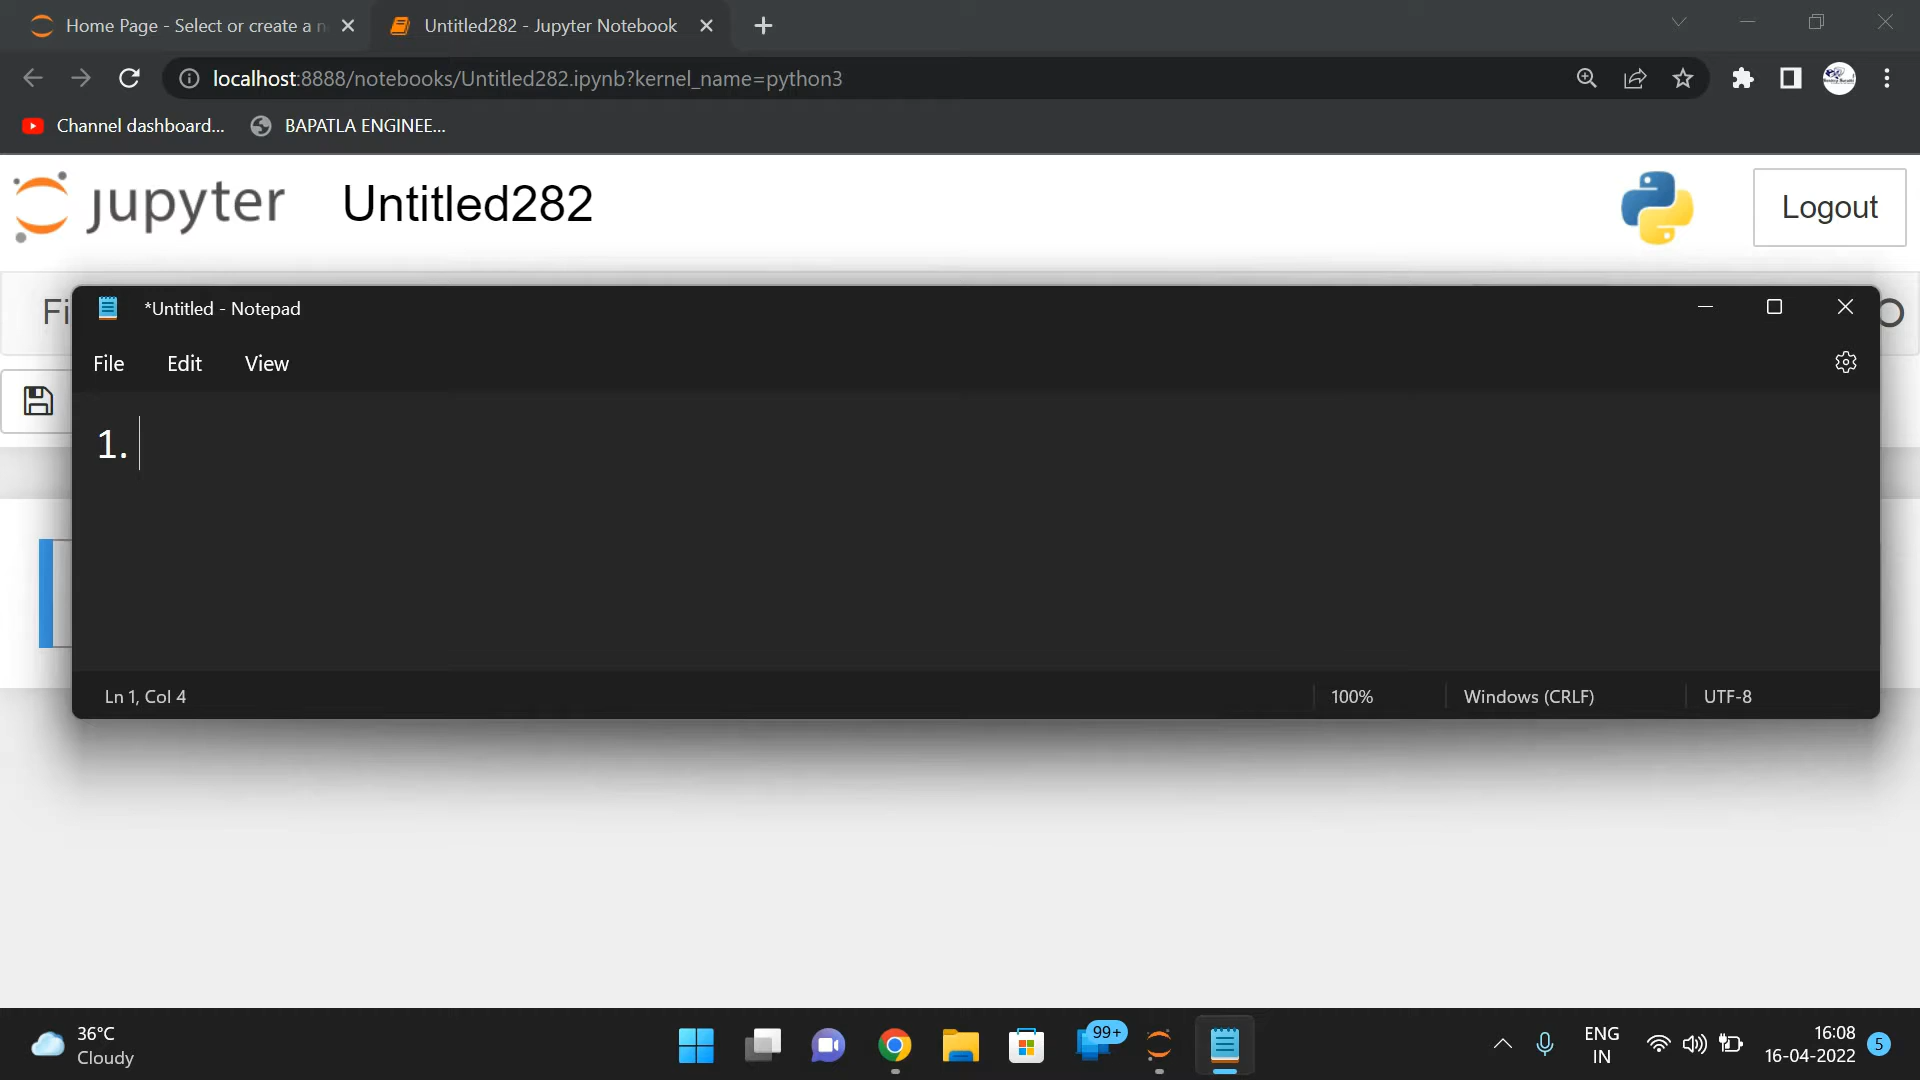 Home Page - Select or create a n
Untitled282 - Jupyter Notebook
localhost:8888/notebooks/Untitled282.ipynb?kernel_name=python3
Channel dashboard...
BAPATLA ENGINEE...
jupyter
Untitled282
Logout
Fi
*Untitled - Notepad
File
Edit
View
1.
Ln 1, Col 4
100%
Windows (CRLF)
UTF-8
36°C
Cloudy
99+
ENG
IN
16:08
16-04-2022
5